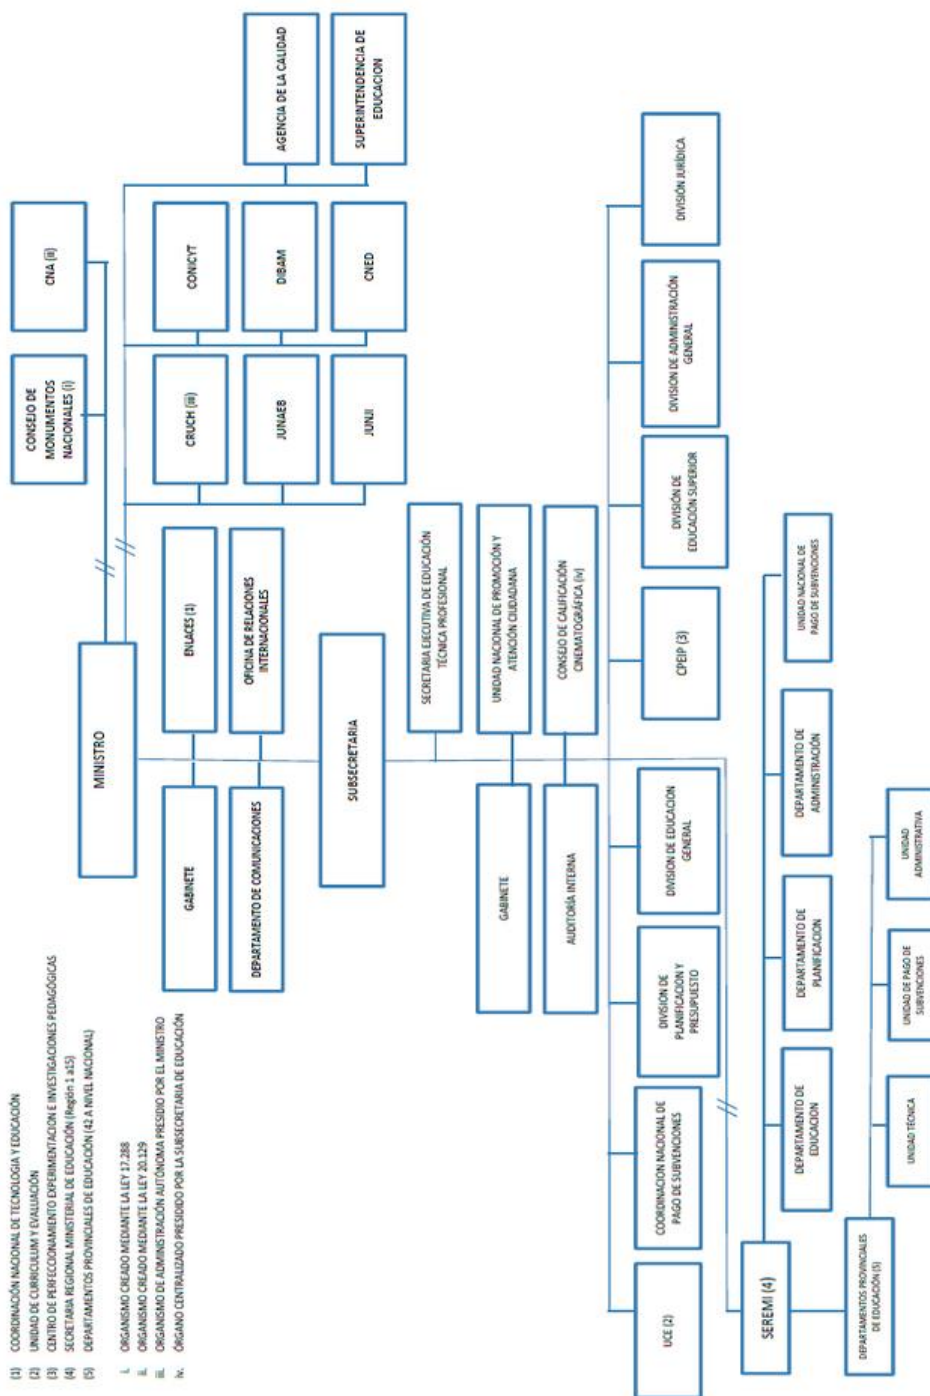 (1) COORDINACIÓN NACIONAL DE TECNOLOGIA Y EDUCACIÓN
(2) UNIDAD DE CURRICULUM Y EVALUACIÓN
(3) CENTRO DE PERFECCIONAMIENTO EXPERIMENTACION E INVESTIGACIONES PEDAGÓGICAS
(4) SECRETARIA REGIONAL MINISTERIAL DE EDUCACIÓN (Región 1 a15)
(5) DEPARTAMENTOS PROVINCIALES DE EDUCACIÓN (42 A NIVEL NACIONAL)
i. ORGANISMO CREADO MEDIANTE LA LEY 17.288
ii. ORGANISMO CREADO MEDIANTE LA LEY 20.129
iii. ORGANISMO DE ADMINISTRACIÓN AUTÓNOMA PRESIDIO POR EL MINISTRO
iv. ÓRGANO CENTRALIZADO PRESIDIDO POR LA SUBSECRETARIA DE EDUCACIÓN
MINISTRO
CONSEJO DE
MONUMENTOS
NACIONALES (i)
CNA (ii)
GABINETE
ENLACES (1)
DEPARTAMENTO DE COMUNICACIONES
OFICINA DE RELACIONES
INTERNACIONALES
CRUCH (iii)
CONICYT
JUNAEB
DIBAM
AGENCIA DE LA CALIDAD
JUNJI
CNED
SUPERINTENDENCIA DE
EDUCACION
SUBSECRETARIA
SECRETARIA EJECUTIVA DE EDUCACIÓN
TÉCNICA PROFESIONAL
GABINETE
UNIDAD NACIONAL DE PROMOCIÓN Y
ATENCIÓN CIUDADANA
AUDITORÍA INTERNA
CONSEJO DE CALIFICACIÓN
CINEMATOGRÁFICA (iv)
UCE (2)
COORDINACION NACIONAL DE
PAGO DE SUBVENCIONES
DIVISION DE
PLANIFICACION Y
PRESUPUESTO
DIVISION DE EDUCACION
GENERAL
CPEIP (3)
DIVISIÓN DE
EDUCACIÓN SUPERIOR
DIVISION DE ADMINISTRACIÓN
GENERAL
DIVISIÓN JURÍDICA
SEREMI (4)
DEPARTAMENTO DE
EDUCACION
DEPARTAMENTO DE
PLANIFICACION
DEPARTAMENTO DE
ADMINISTRACIÓN
UNIDAD NACIONAL DE
PAGO DE SUBVENCIONES
DEPARTAMENTOS PROVINCIALES
DE EDUCACIÓN (5)
UNIDAD TÉCNICA
UNIDAD DE PAGO DE
SUBVENCIONES
UNIDAD
ADMINISTRATIVA